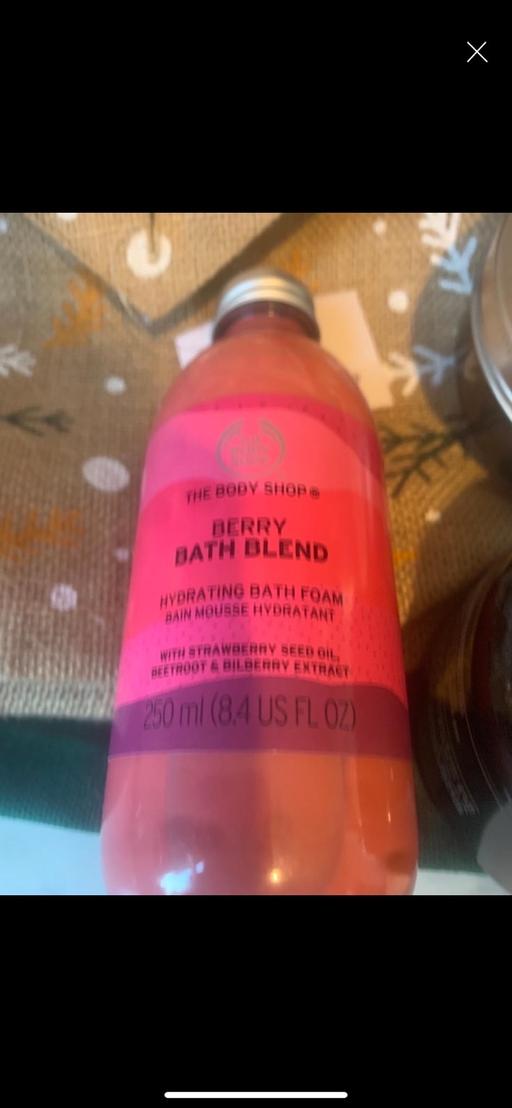 THE BODY SHOP®
BERRY
BATH BLEND
HYDRATING BATH FOAM
BAIN MOUSSE HYDRATANT
WITH STRAWBERRY SEED OIL,
BEETROOT & BILBERRY EXTRACT
250 ml (8.4 US FL OZ)